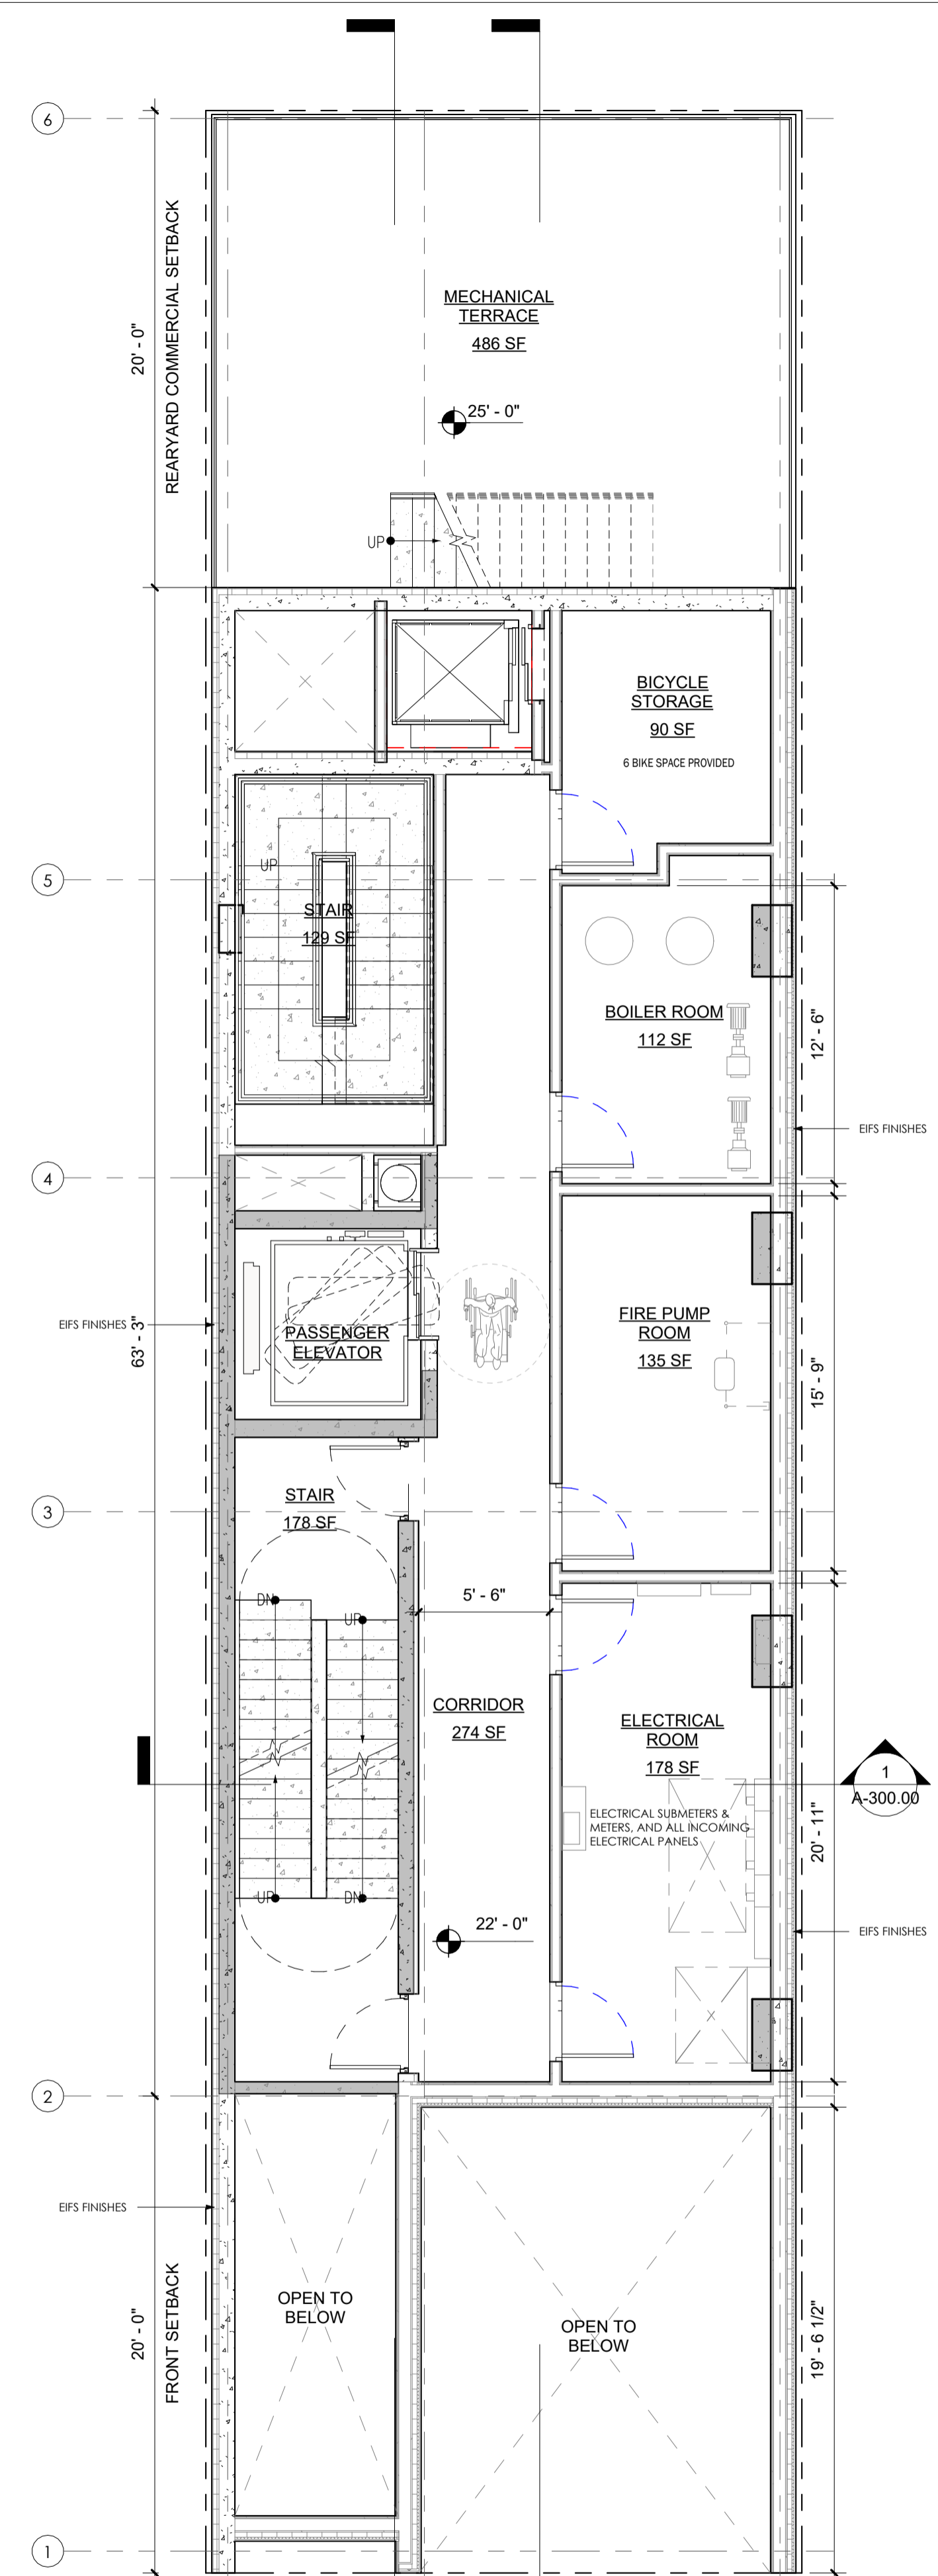 6
REARYARD COMMERCIAL SETBACK
20' - 0"
MECHANICAL
TERRACE
486 SF
25' - 0"
UP
BICYCLE
STORAGE
90 SF
6 BIKE SPACE PROVIDED
5
UP
STAIR
129 SF
BOILER ROOM
112 SF
12' - 6"
EIFS FINISHES
4
EIFS FINISHES
63' - 3"
PASSENGER
ELEVATOR
FIRE PUMP
ROOM
135 SF
15' - 9"
3
STAIR
178 SF
5' - 6"
DN
UP
CORRIDOR
274 SF
ELECTRICAL
ROOM
178 SF
1
A-300.00
ELECTRICAL SUBMETERS &
METERS, AND ALL INCOMING
ELECTRICAL PANELS
20' - 11"
UP
DN
22' - 0"
EIFS FINISHES
2
EIFS FINISHES
20' - 0"
FRONT SETBACK
OPEN TO
BELOW
OPEN TO
BELOW
19' - 6 1/2"
1